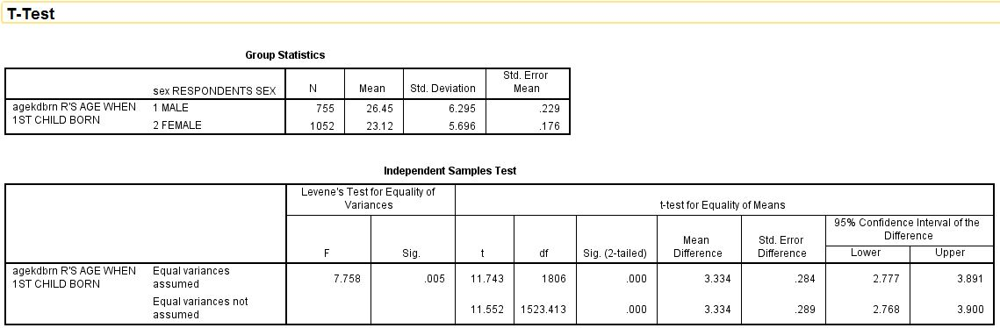 T-Test
Group Statistics
sex RESPONDENTS SEX N Mean Std. Deviation Std. Error Mean
agekdbrn R'S AGE WHEN 1ST CHILD BORN 1 MALE 755 26.45 6.295 .229
2 FEMALE 1052 23.12 5.696 .176
Independent Samples Test
Levene's Test for Equality of Variances t-test for Equality of Means
F Sig. t df Sig. (2-tailed) Mean Difference Std. Error Difference 95% Confidence Interval of the Difference
Lower Upper
agekdbrn R'S AGE WHEN 1ST CHILD BORN Equal variances assumed 7.758 .005 11.743 1806 .000 3.334 .284 2.777 3.891
Equal variances not assumed 11.552 1523.413 .000 3.334 .289 2.768 3.900